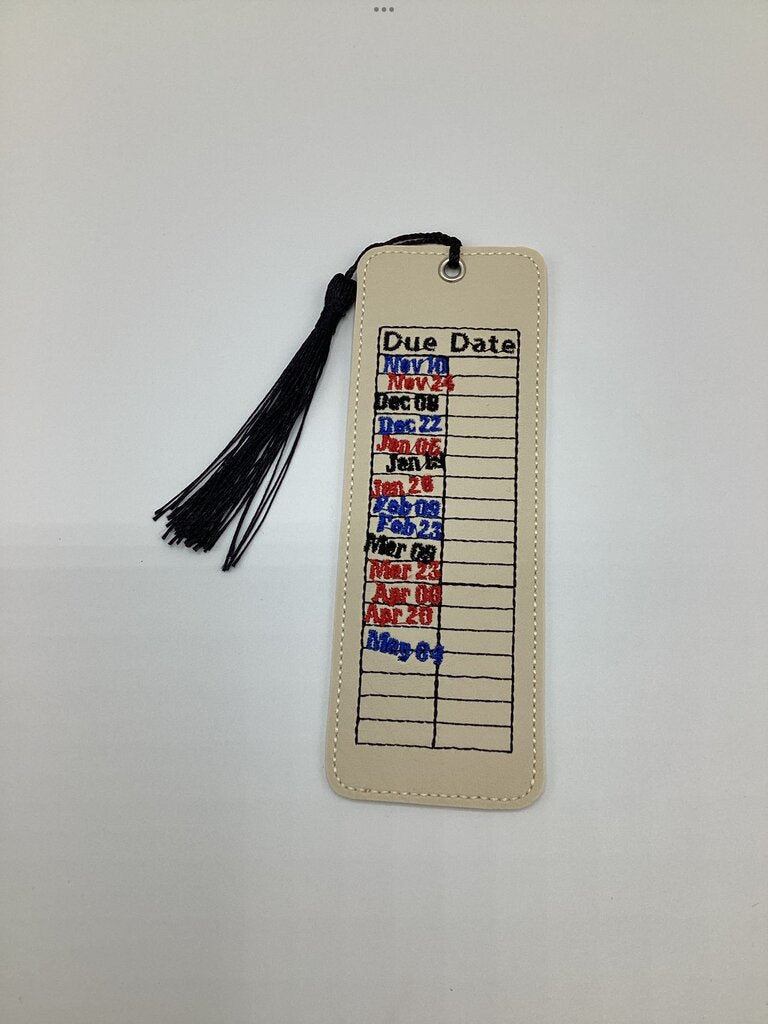 Due Date
Nov 10
Nov 24
Dec 08
Dec 22
Jan 06
Jan 19
Jan 26
Feb 09
Feb 23
Mar 09
Mar 23
Apr 06
Apr 20
May 04